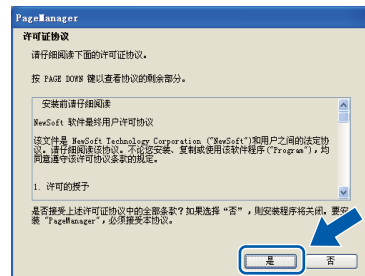 PageManager
许可证协议
请仔细阅读下面的许可证协议。
按 PAGE DOWN 键以查看协议的剩余部分。
安装前请仔细阅读
NewSoft 软件最终用户许可协议
该文件是 NewSoft Technology Corporation ("NewSoft")和用户之间的法定协
议。请仔细阅读该协议。不论您安装、复制或使用该软件程序("Program")，均
同意遵守该许可协议条款的规定。
1. 许可的授予
是否接受上述许可证协议中的全部条款？如果选择“否”，则安装程序将关闭。要安
装“PageManager”，必须接受本协议。
是
否